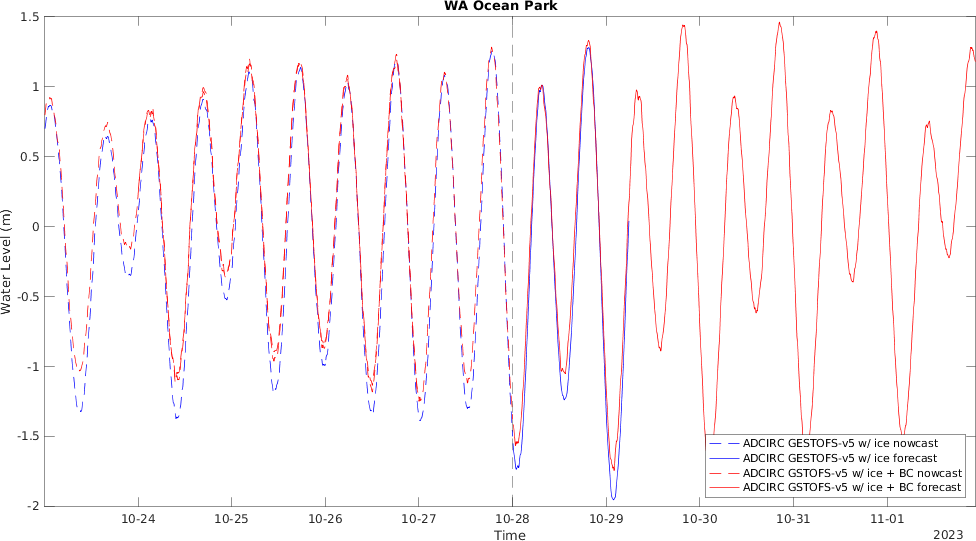 WA Ocean Park
1.5
1
0.5
0
-0.5
-1
-1.5
-2
Water Level (m)
10-24 10-25 10-26 10-27 10-28 10-29 10-30 10-31 11-01
Time
2023
ADCIRC GESTOFS-v5 w/ ice nowcast
ADCIRC GESTOFS-v5 w/ ice forecast
ADCIRC GSTOFS-v5 w/ ice + BC nowcast
ADCIRC GSTOFS-v5 w/ ice + BC forecast